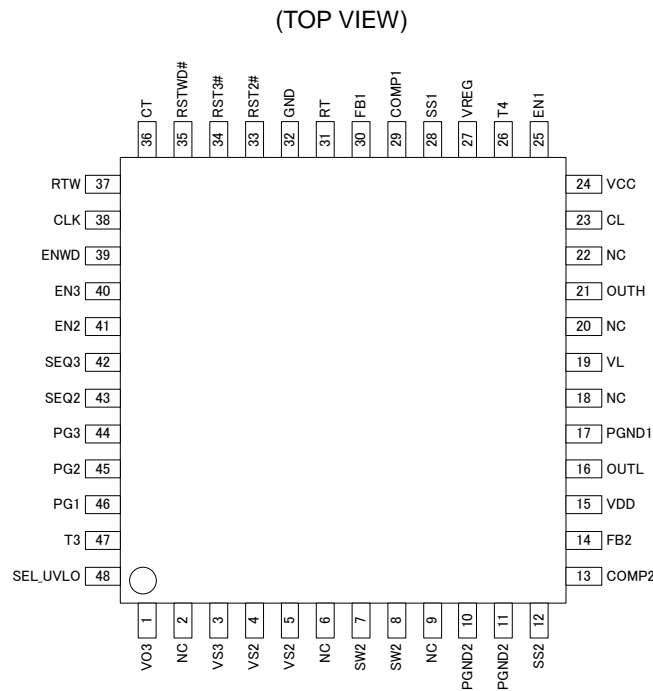 (TOP VIEW)
CT
RSTWD#
RST3#
RST2#
GND
RT
FB1
COMP1
SS1
VREG
T4
EN1
36
35
34
33
32
31
30
29
28
27
26
25
RTW 37
CLK 38
ENWD 39
EN3 40
EN2 41
SEQ3 42
SEQ2 43
PG3 44
PG2 45
PG1 46
T3 47
SEL_UVLO 48
24 VCC
23 CL
22 NC
21 OUTH
20 NC
19 VL
18 NC
17 PGND1
16 OUTL
15 VDD
14 FB2
13 COMP2
1
2
3
4
5
6
7
8
9
10
11
12
VO3
NC
VS3
VS2
VS2
NC
SW2
SW2
NC
PGND2
PGND2
SS2